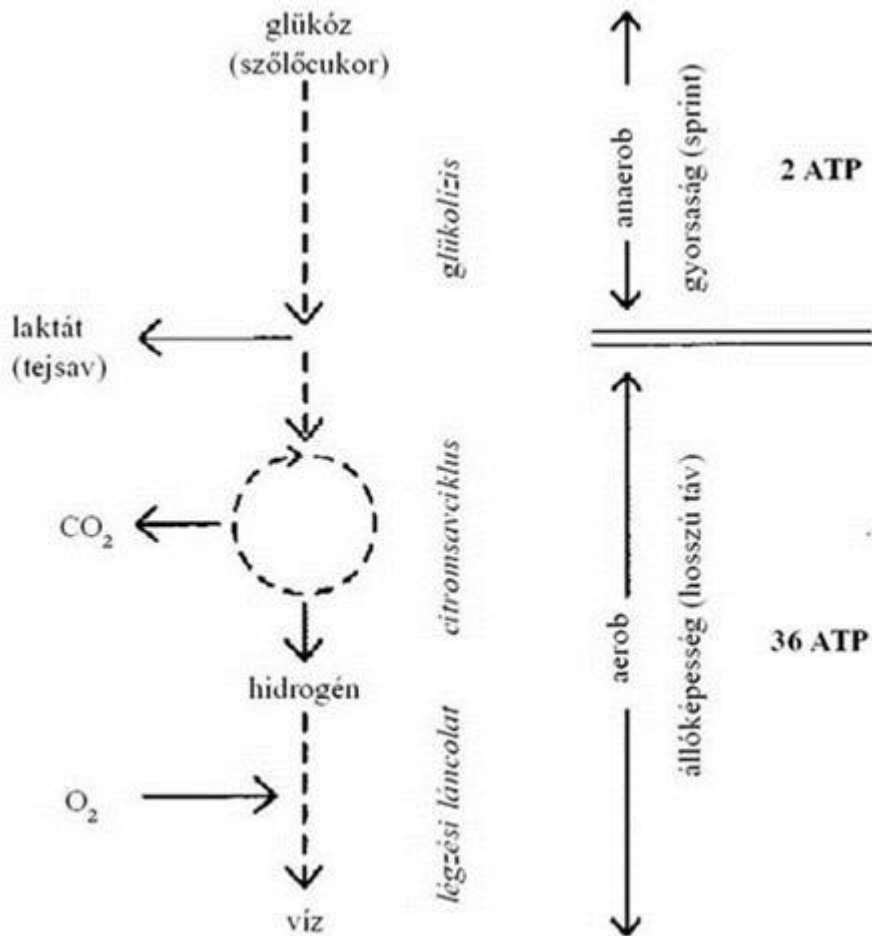 glükóz
(szőlőcukor)
glükolízis
anaerob
gyorsaság (sprint)
2 ATP
laktát
(tejsav)
CO₂
citromsavciklus
hidrogén
aerob
állóképesség (hosszú táv)
36 ATP
O₂
légzési láncolat
víz